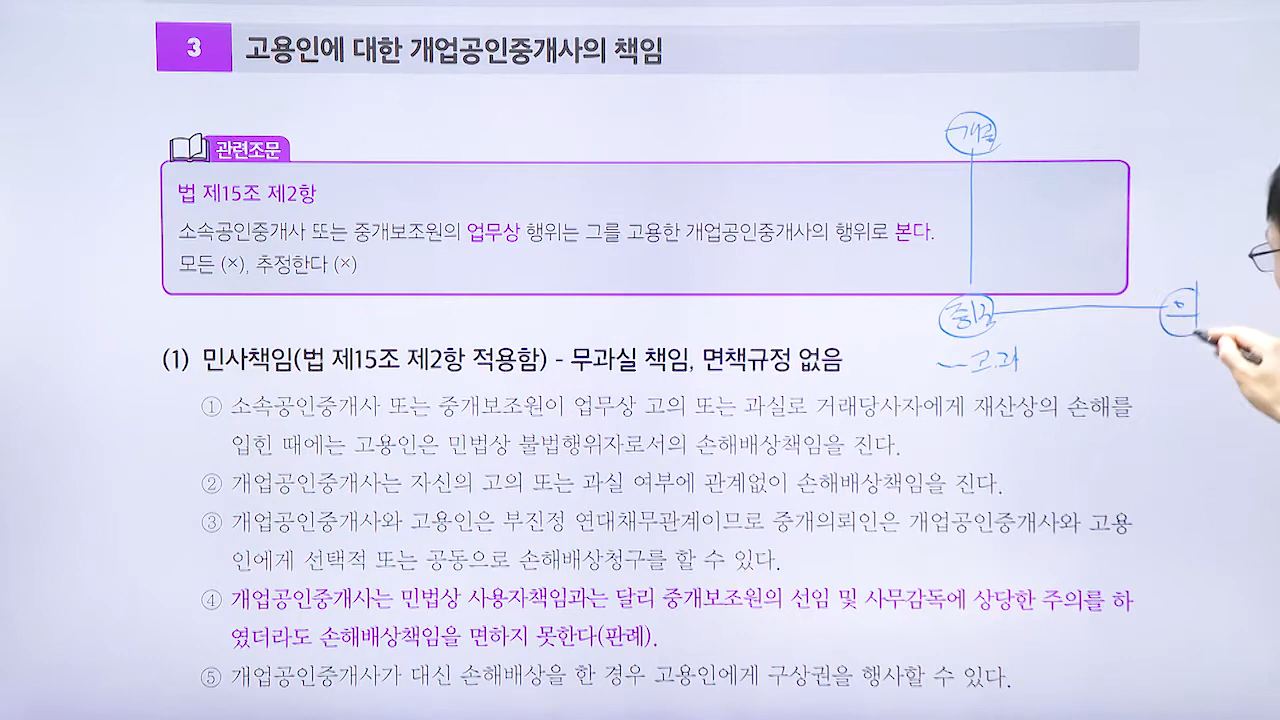 3 고용인에 대한 개업공인중개사의 책임
관련조문
법 제15조 제2항
소속공인중개사 또는 중개보조원의 업무상 행위는 그를 고용한 개업공인중개사의 행위로 본다.
모든 (×), 추정한다 (×)
개공
고.과
(1) 민사책임(법 제15조 제2항 적용함) - 무과실 책임, 면책규정 없음
① 소속공인중개사 또는 중개보조원이 업무상 고의 또는 과실로 거래당사자에게 재산상의 손해를
입힌 때에는 고용인은 민법상 불법행위자로서의 손해배상책임을 진다.
② 개업공인중개사는 자신의 고의 또는 과실 여부에 관계없이 손해배상책임을 진다.
③ 개업공인중개사와 고용인은 부진정 연대채무관계이므로 중개의뢰인은 개업공인중개사와 고용
인에게 선택적 또는 공동으로 손해배상청구를 할 수 있다.
④ 개업공인중개사는 민법상 사용자책임과는 달리 중개보조원의 선임 및 사무감독에 상당한 주의를 하
였더라도 손해배상책임을 면하지 못한다(판례).
⑤ 개업공인중개사가 대신 손해배상을 한 경우 고용인에게 구상권을 행사할 수 있다.